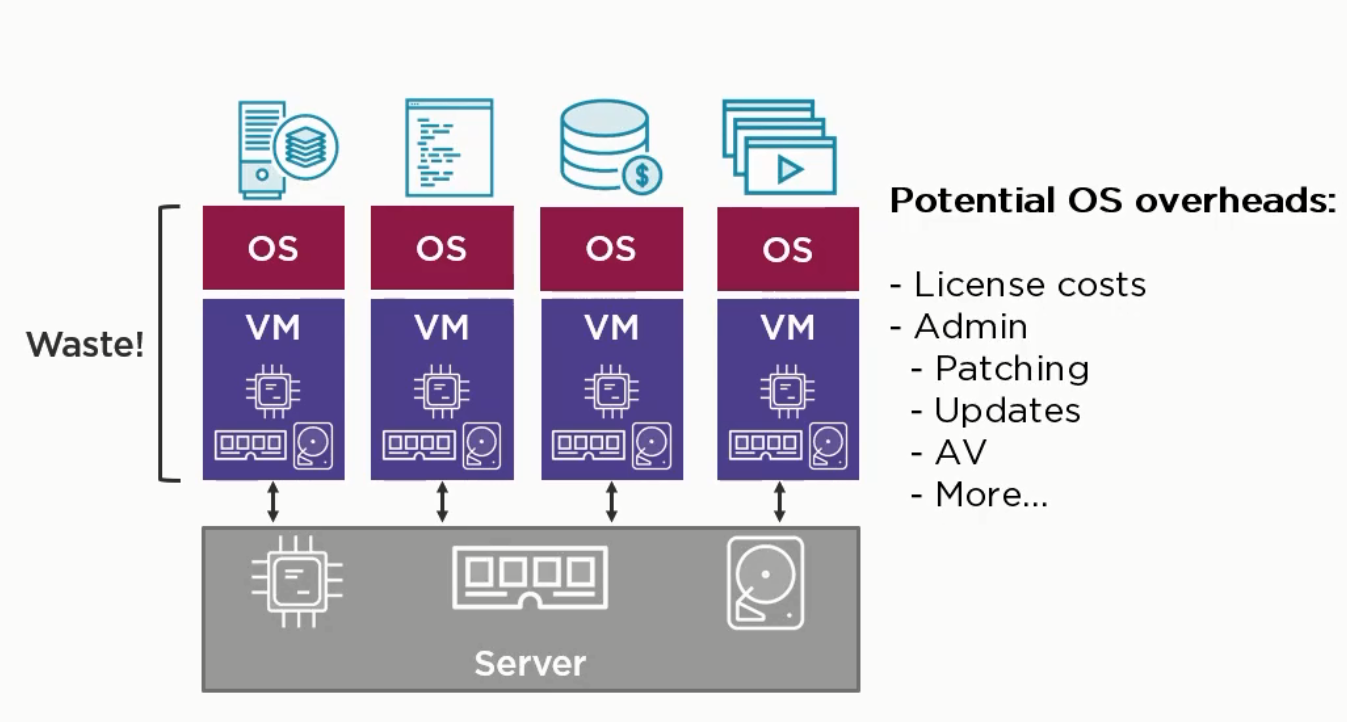 OS OS OS OS
Potential OS overheads:
- License costs
Waste!
VM VM VM VM
- Admin
- Patching
- Updates
- AV
- More...
$
Server